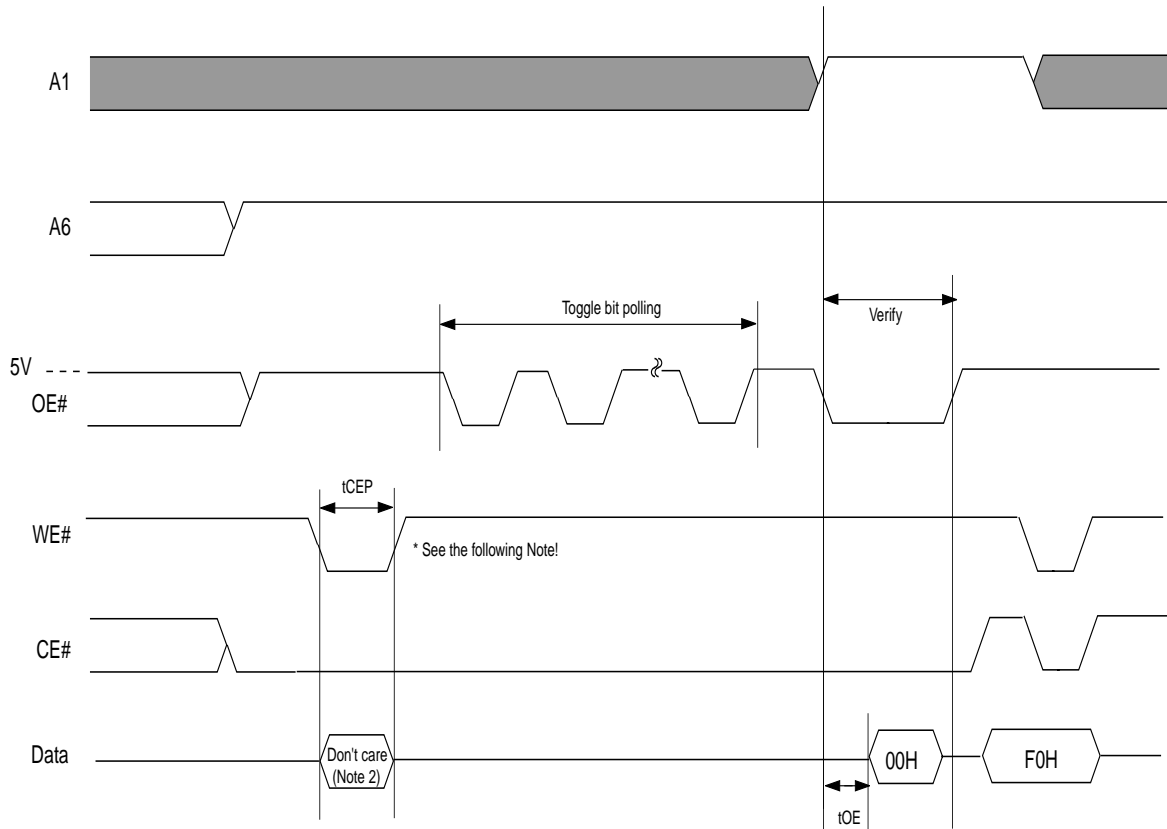 A1
A6
Toggle bit polling
Verify
5V
OE#
tCEP
WE#
* See the following Note!
CE#
Data
Don't care
(Note 2)
00H
F0H
tOE